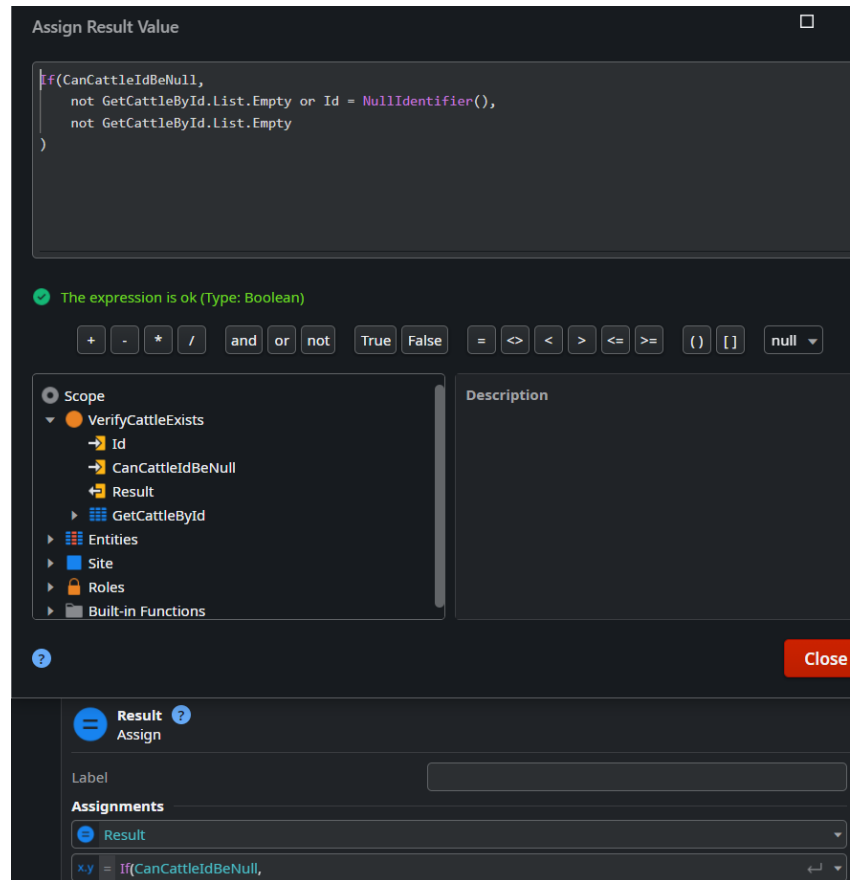 Assign Result Value
If(CanCattleIdBeNull,
    not GetCattleById.List.Empty or Id = NullIdentifier(),
    not GetCattleById.List.Empty
)
The expression is ok (Type: Boolean)
+ - * / and or not True False = <> < > <= >= () [] null
Scope
VerifyCattleExists
Id
CanCattleIdBeNull
Result
GetCattleById
Entities
Site
Roles
Built-in Functions
Description
?
Close
Result ?
Assign
Label
Assignments
= Result
x.y = If(CanCattleIdBeNull,